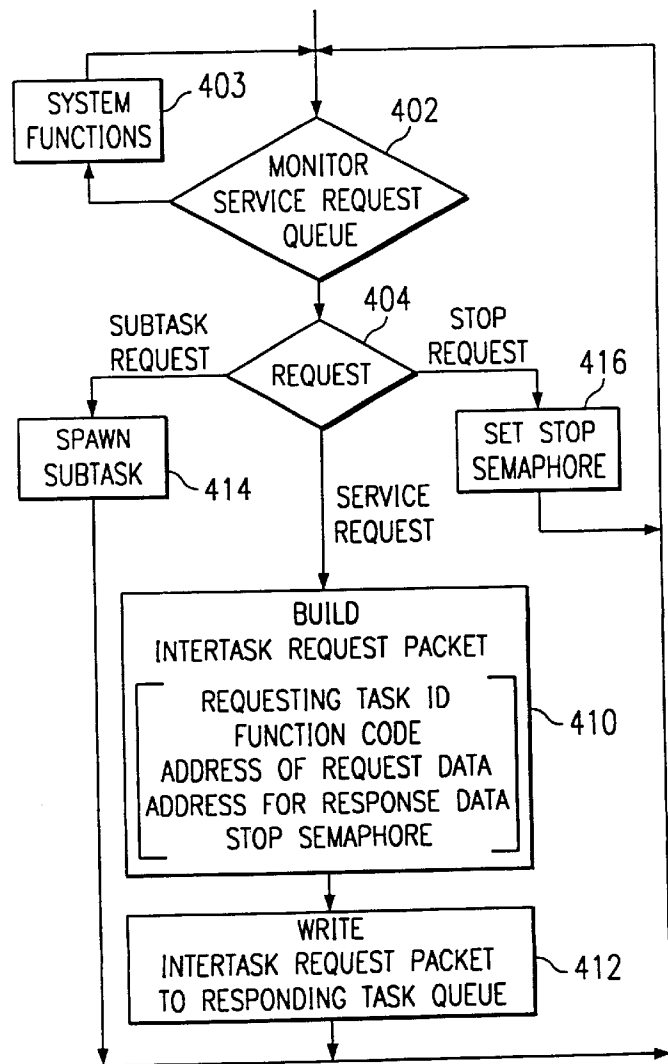 403
SYSTEM
FUNCTIONS
402
MONITOR
SERVICE REQUEST
QUEUE
404
SUBTASK
REQUEST
STOP
REQUEST
REQUEST
416
SPAWN
SUBTASK
414
SET STOP
SEMAPHORE
SERVICE
REQUEST
BUILD
INTERTASK REQUEST PACKET
REQUESTING TASK ID
FUNCTION CODE
ADDRESS OF REQUEST DATA
ADDRESS FOR RESPONSE DATA
STOP SEMAPHORE
410
WRITE
INTERTASK REQUEST PACKET
TO RESPONDING TASK QUEUE
412